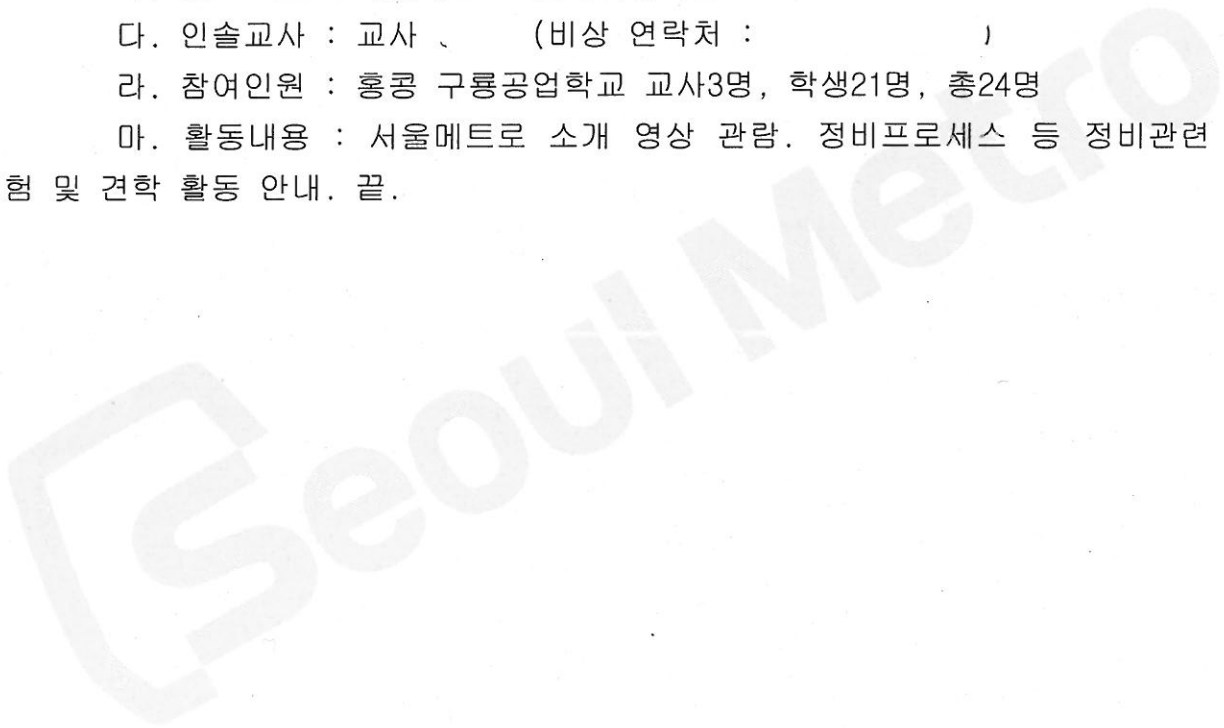 다. 인솔교사 : 교사 (비상 연락처 : )
라. 참여인원 : 홍콩 구룡공업학교 교사3명, 학생21명, 총24명
마. 활동내용 : 서울메트로 소개 영상 관람. 정비프로세스 등 정비관련
험 및 견학 활동 안내. 끝.
Seoul Metro